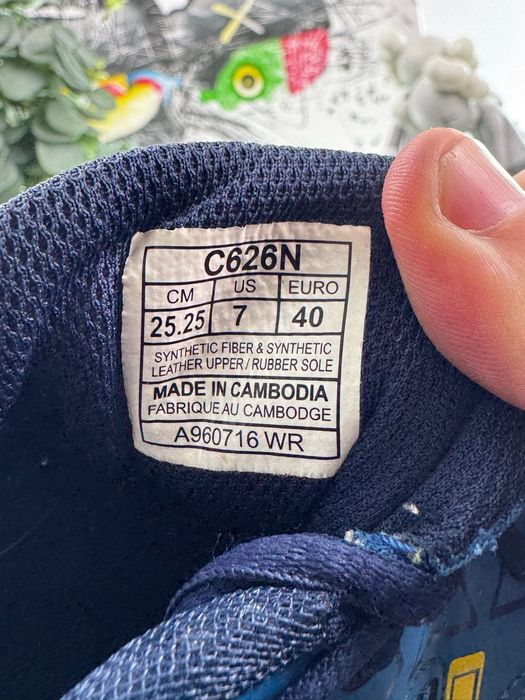 C626N
CM US EURO
25.25 7 40
SYNTHETIC FIBER & SYNTHETIC
LEATHER UPPER / RUBBER SOLE
MADE IN CAMBODIA
FABRIQUE AU CAMBODGE
A960716 WR